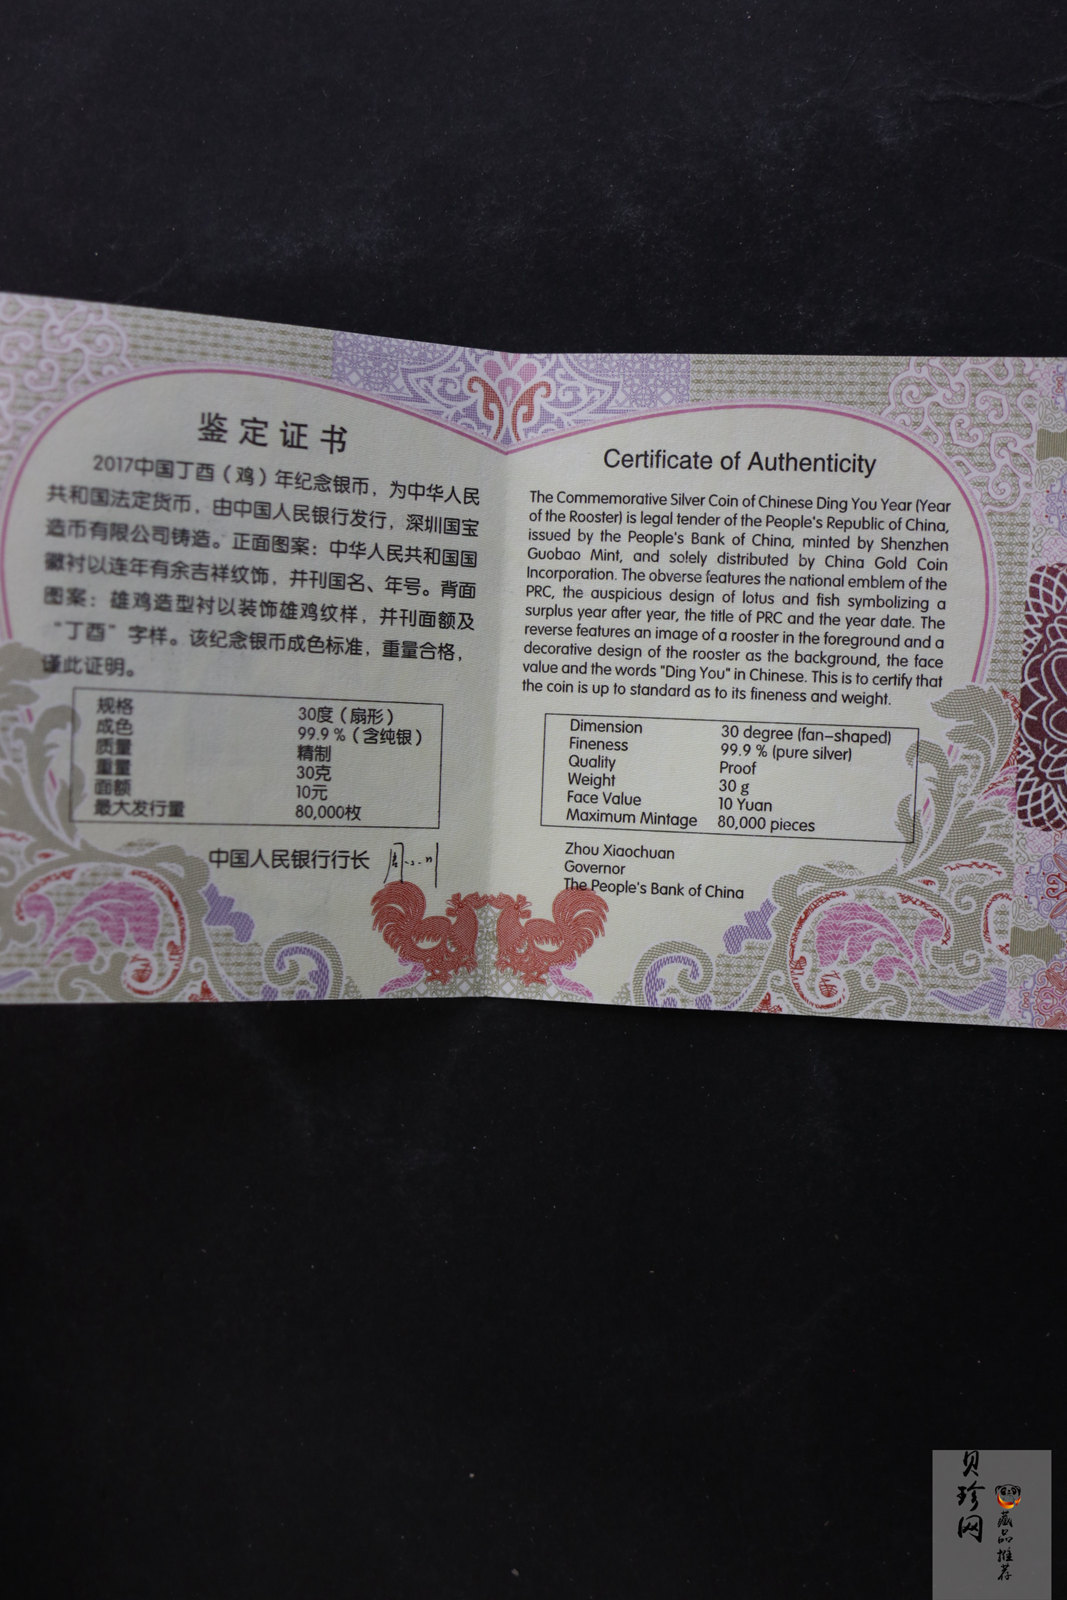 鉴定证书
2017中国丁酉（鸡）年纪念银币，为中华人民
共和国法定货币，由中国人民银行发行，深圳国宝
造币有限公司铸造。正面图案：中华人民共和国国
徽衬以连年有余吉祥纹饰，并刊国名、年号。背面
图案：雄鸡造型衬以装饰雄鸡纹样，并刊面额及
“丁酉”字样。该纪念银币成色标准，重量合格，
谨此证明。
规格 30度（扇形）
成色 99.9 %（含纯银）
质量 精制
重量 30克
面额 10元
最大发行量 80,000枚
中国人民银行行长
Certificate of Authenticity
The Commemorative Silver Coin of Chinese Ding You Year (Year
of the Rooster) is legal tender of the People's Republic of China,
issued by the People's Bank of China, minted by Shenzhen
Guobao Mint, and solely distributed by China Gold Coin
Incorporation. The obverse features the national emblem of the
PRC, the auspicious design of lotus and fish symbolizing a
surplus year after year, the title of PRC and the year date. The
reverse features an image of a rooster in the foreground and a
decorative design of the rooster as the background, the face
value and the words "Ding You" in Chinese. This is to certify that
the coin is up to standard as to its fineness and weight.
Dimension 30 degree (fan-shaped)
Fineness 99.9 % (pure silver)
Quality Proof
Weight 30 g
Face Value 10 Yuan
Maximum Mintage 80,000 pieces
Zhou Xiaochuan
Governor
The People's Bank of China
贝珍网
藏品推荐